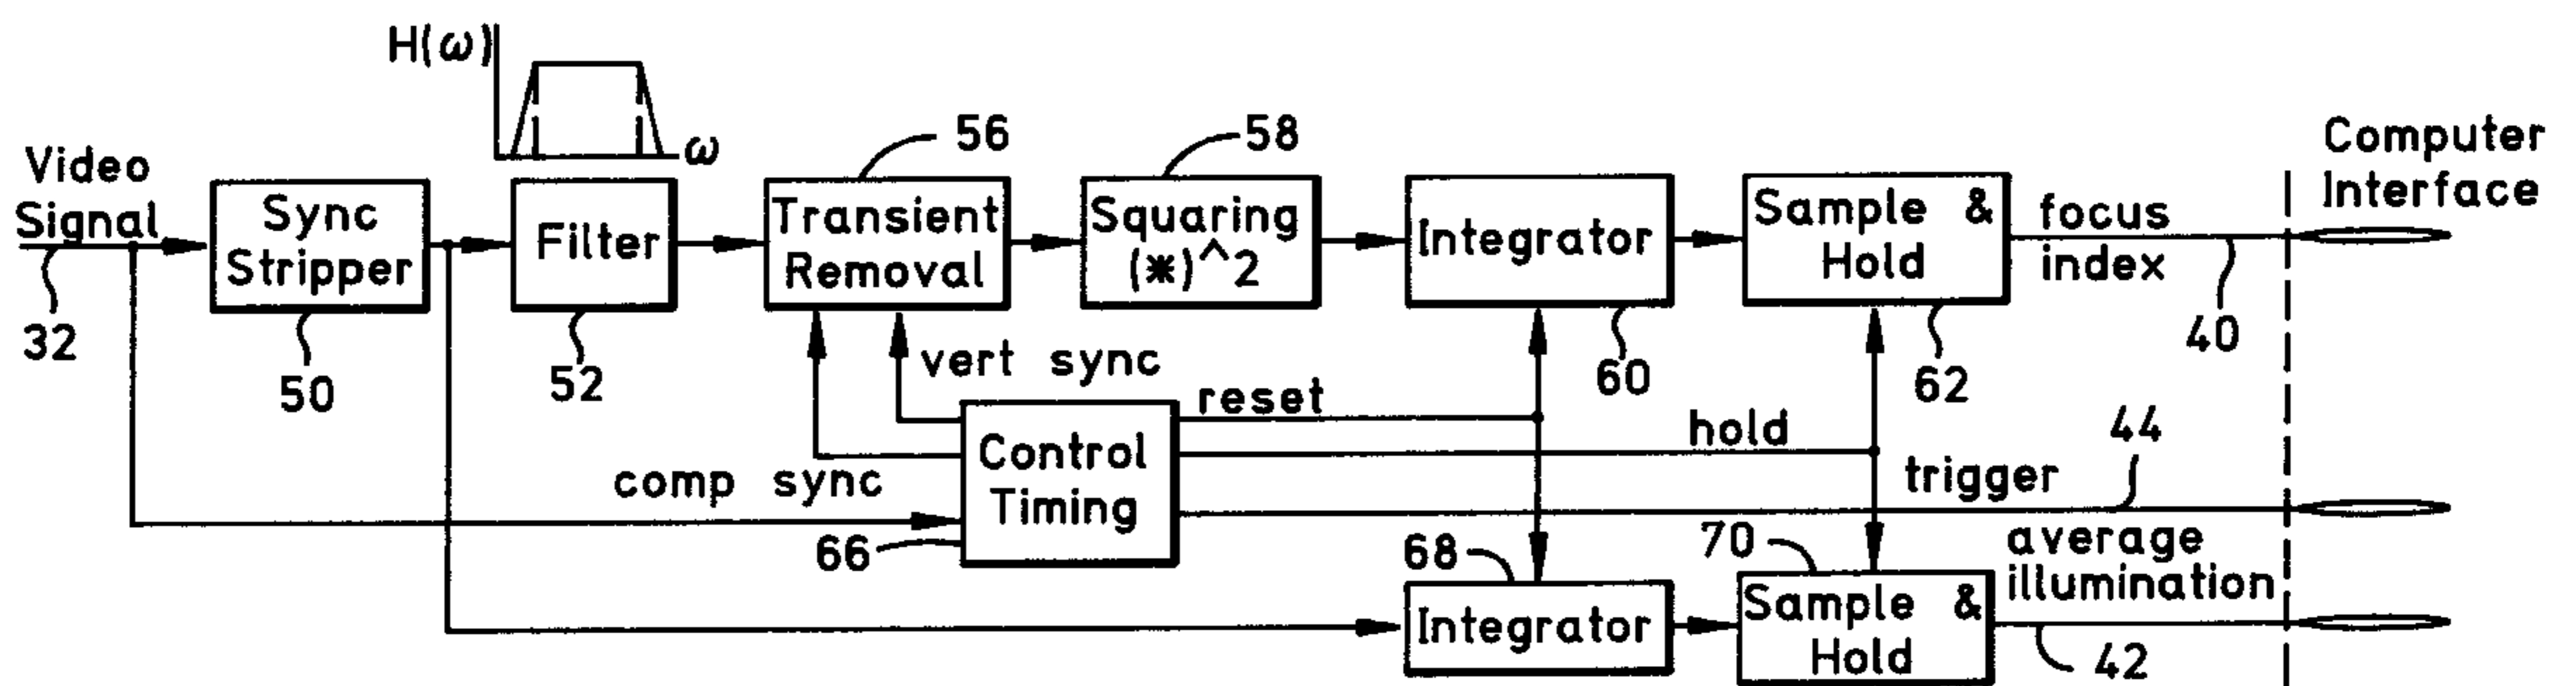 H(ω)
ω
56
58
Computer
Interface
Video
Signal
Sync
Stripper
Filter
Transient
Removal
Squaring
(*)^2
Integrator
Sample &
Hold
focus
index
32
50
52
vert sync
60
62
40
reset
hold
44
Control
Timing
comp sync
trigger
66
68
70
average
illumination
Integrator
Sample &
Hold
42